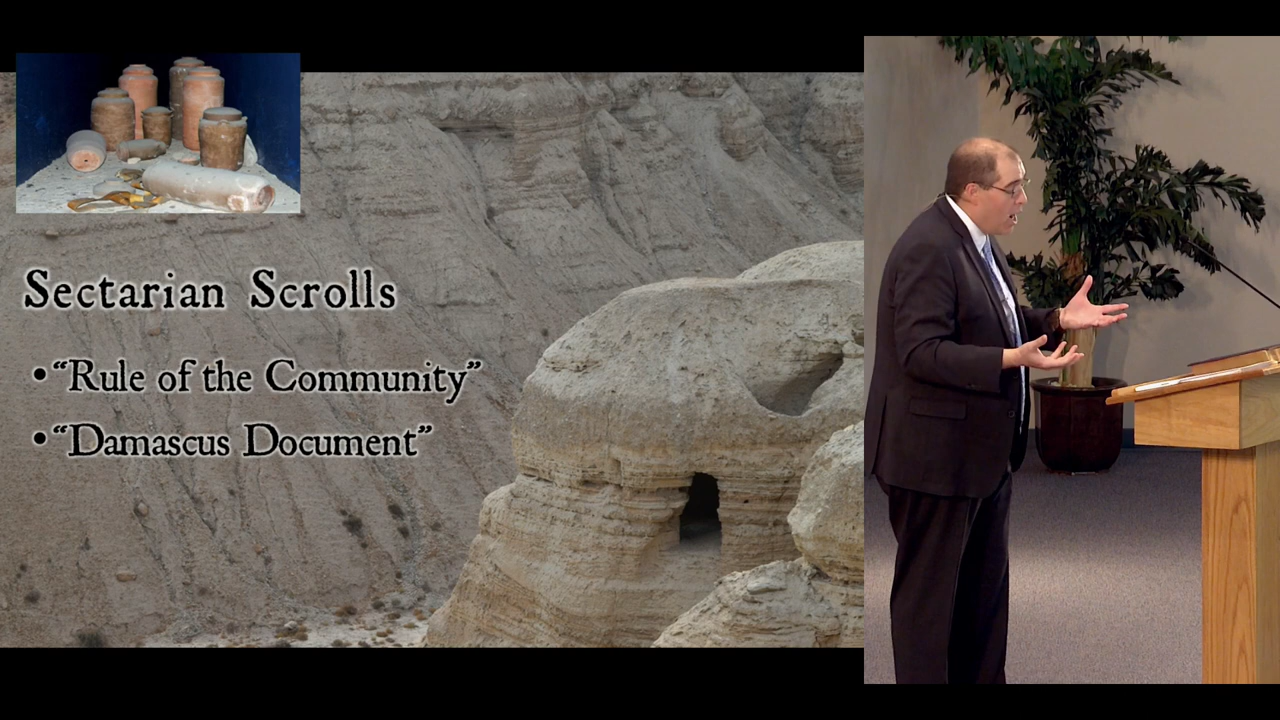 Sectarian Scrolls
•“Rule of the Community”
•“Damascus Document”